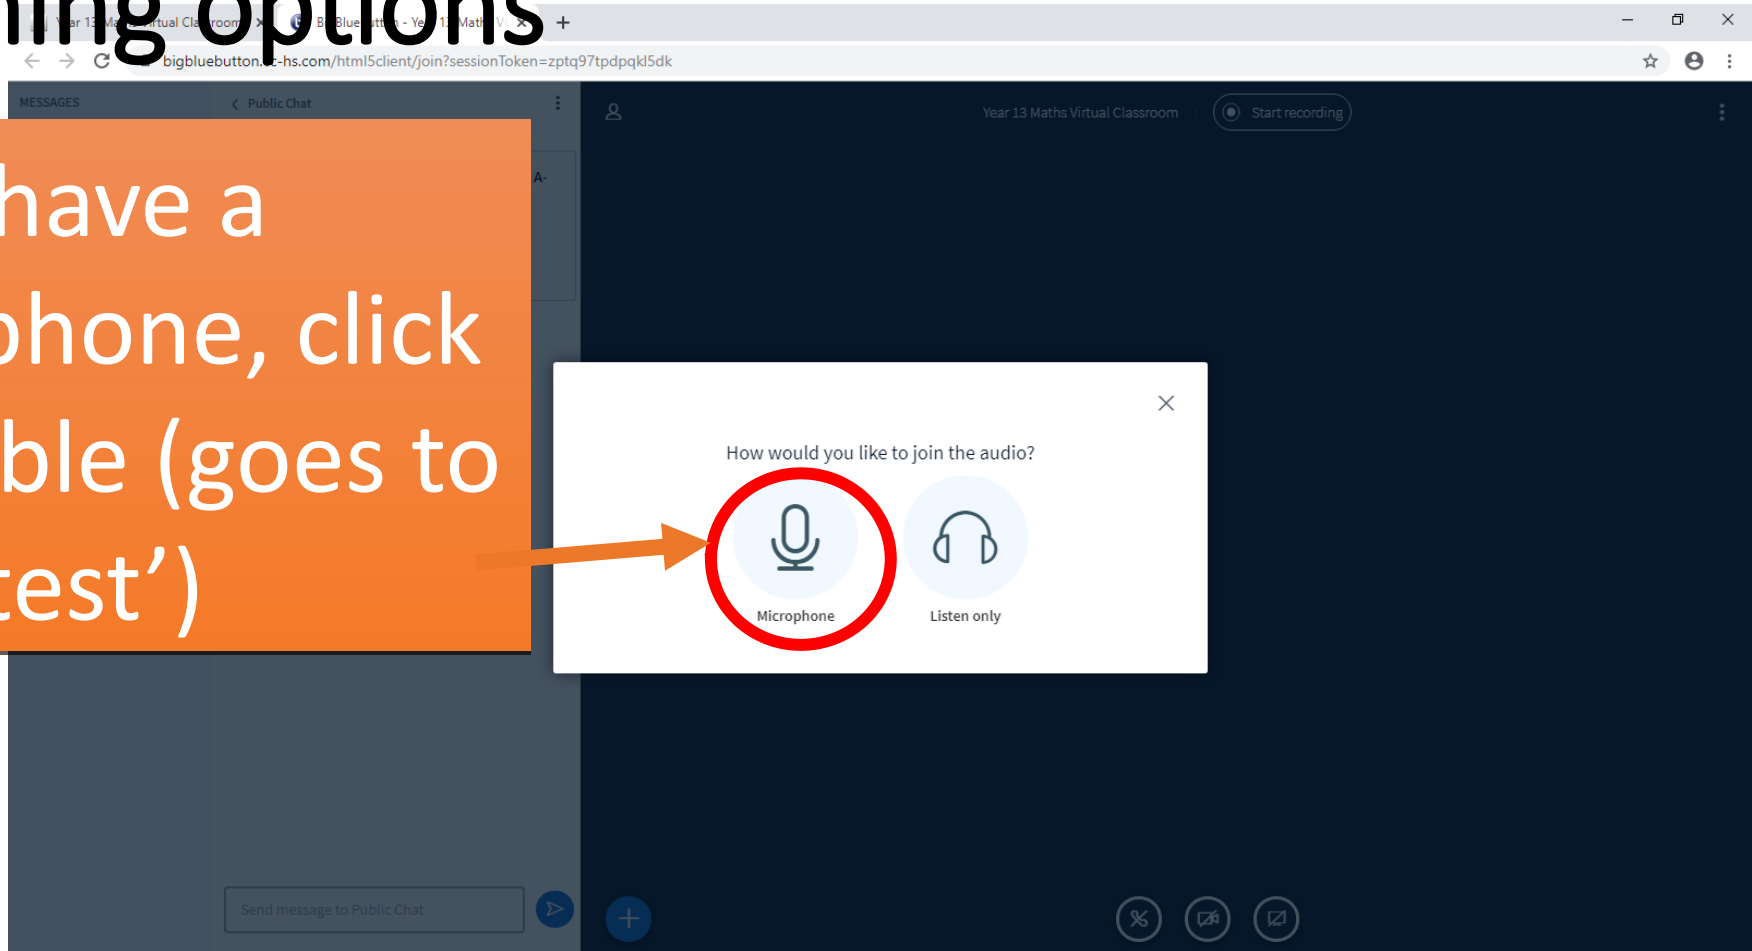 ning options
bigbluebutton.
-hs.com/html5client/join?sessionToken=zptq97tpdpqkl5dk
MESSAGES
Public Chat
Year 13 Maths Virtual Classroom
Start recording
A-
have a
phone, click
ble (goes to
test’)
How would you like to join the audio?
Microphone
Listen only
Send message to Public Chat